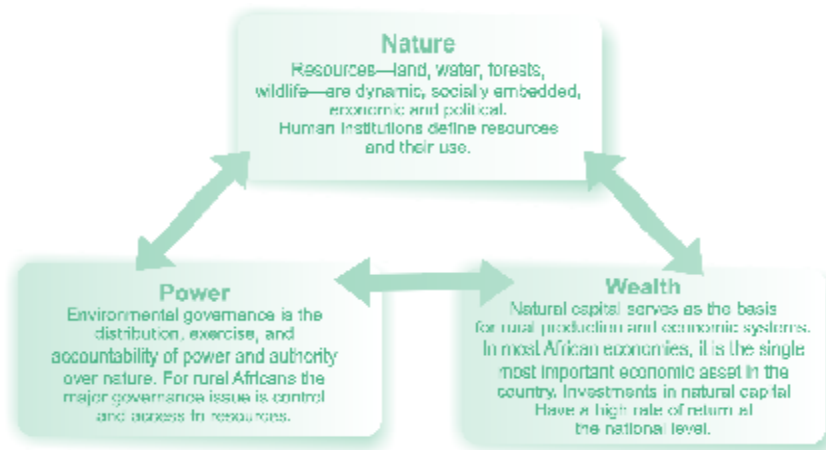 Nature
Resources—land, water, forests,
wildlife—are dynamic, socially embedded,
economic and political.
Human institutions define resources
and their use.
Power
Environmental governance is the
distribution, exercise, and
accountability of power and authority
over nature. For rural Africans the
major governance issue is control
and access to resources.
Wealth
Natural capital serves as the basis
for rural production and economic systems.
In most African economies, it is the single
most important economic asset in the
country. Investments in natural capital
Have a high rate of return at
the national level.